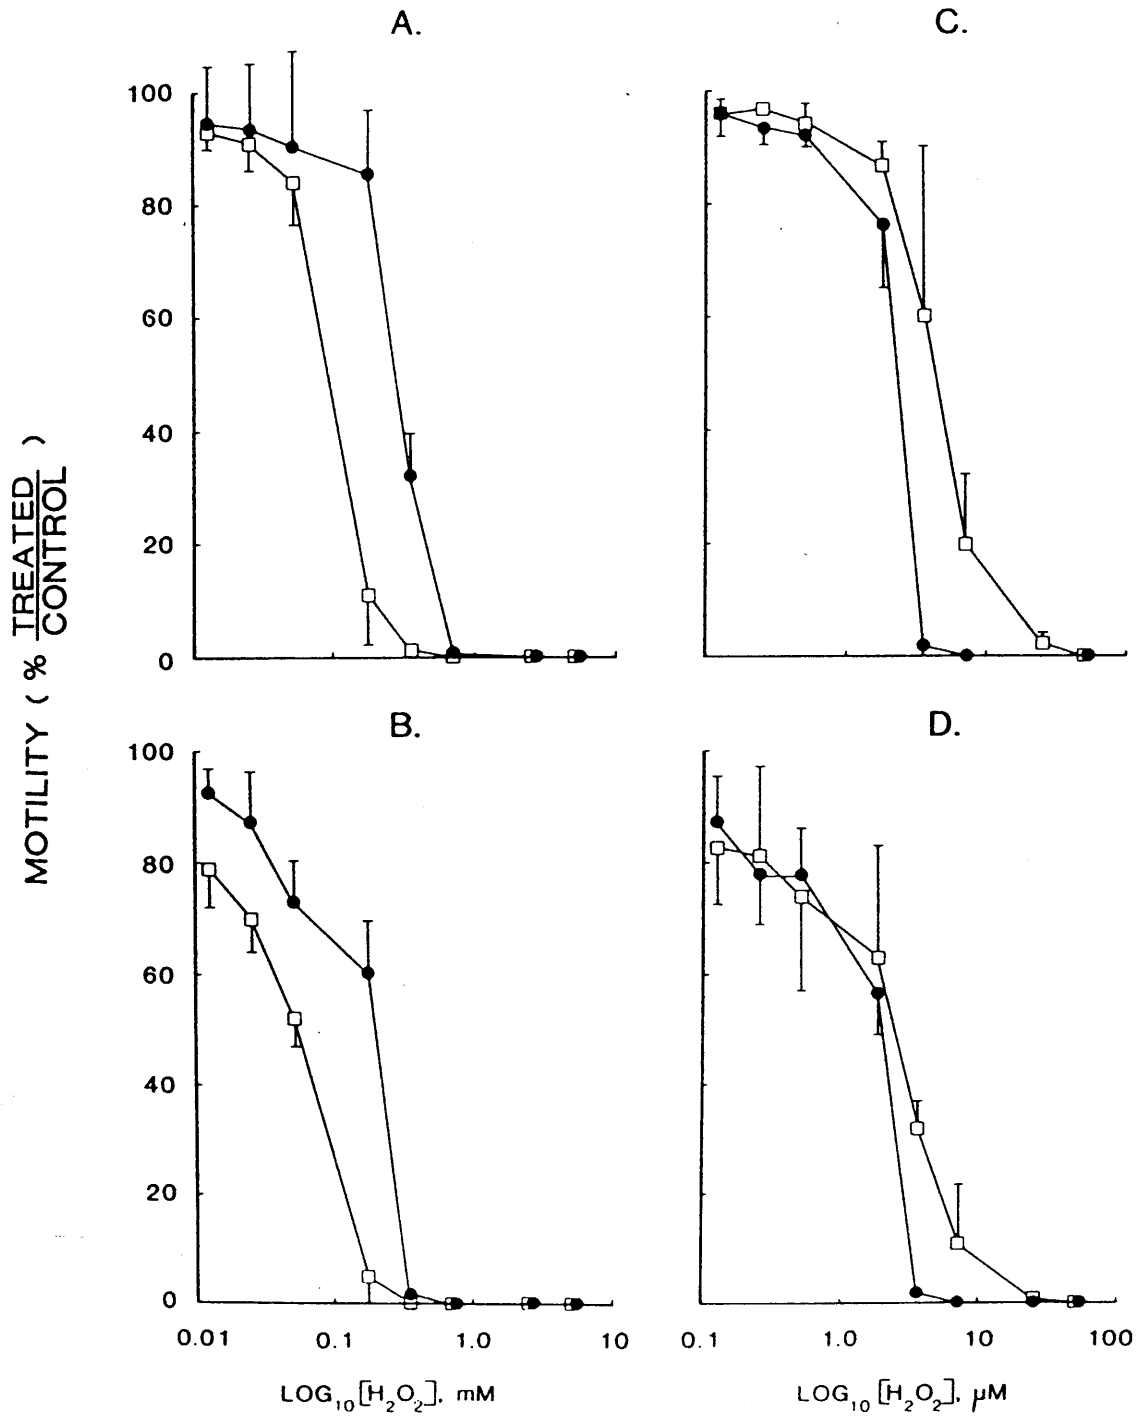 A.
C.
100
80
60
40
20
0
B.
D.
100
80
60
40
20
0
0.01 0.1 1.0 10
0.1 1.0 10 100
LOG10 [H2O2], mM
LOG10 [H2O2], µM
MOTILITY ( % TREATED
CONTROL )